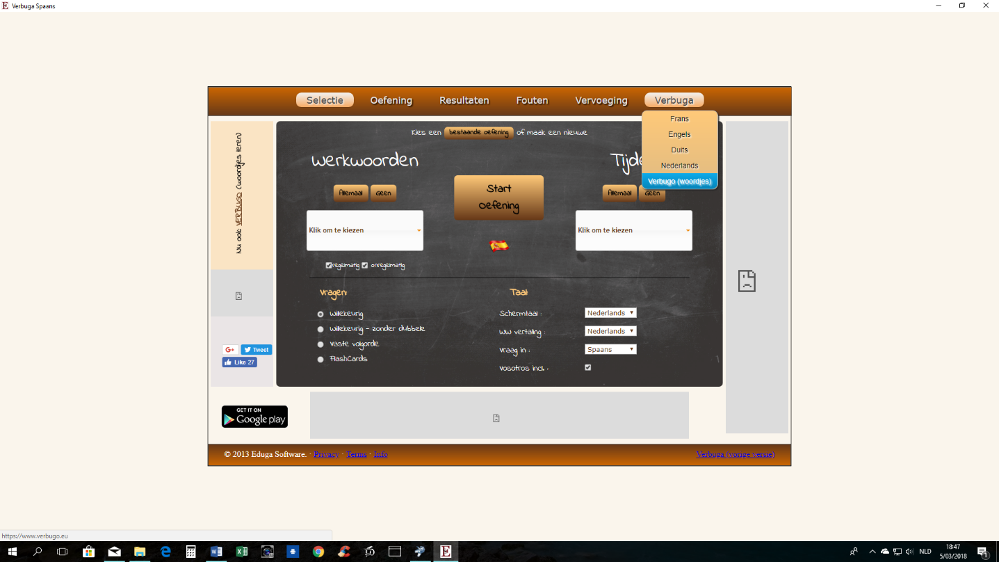 Verbuga Spaans
Selectie Oefening Resultaten Fouten Vervoeging Verbuga
Frans
Engels
Duits
Nederlands
Verbugo (woordjes)
Nu ook VERBUGO (woordjes leren)
Kies een bestaande oefening of maak een nieuwe
Werkwoorden
Tijde
Allemaal Geen
Start
Oefening
Allemaal Geen
Klik om te kiezen
Klik om te kiezen
regelmatig onregelmatig
Vragen:
Willekeurig
Willekeurig - zonder dubbele
Vaste volgorde
FlashCards
Taal:
Schermtaal : Nederlands
WW vertaling : Nederlands
Vraag in : Spaans
Vosotros incl. :
G+ Tweet
Like 27
GET IT ON
Google play
© 2013 Eduga Software. · Privacy · Terms · Info
Verbuga (vorige versie)
https://www.verbugo.eu
NLD
18:47
5/03/2018
1